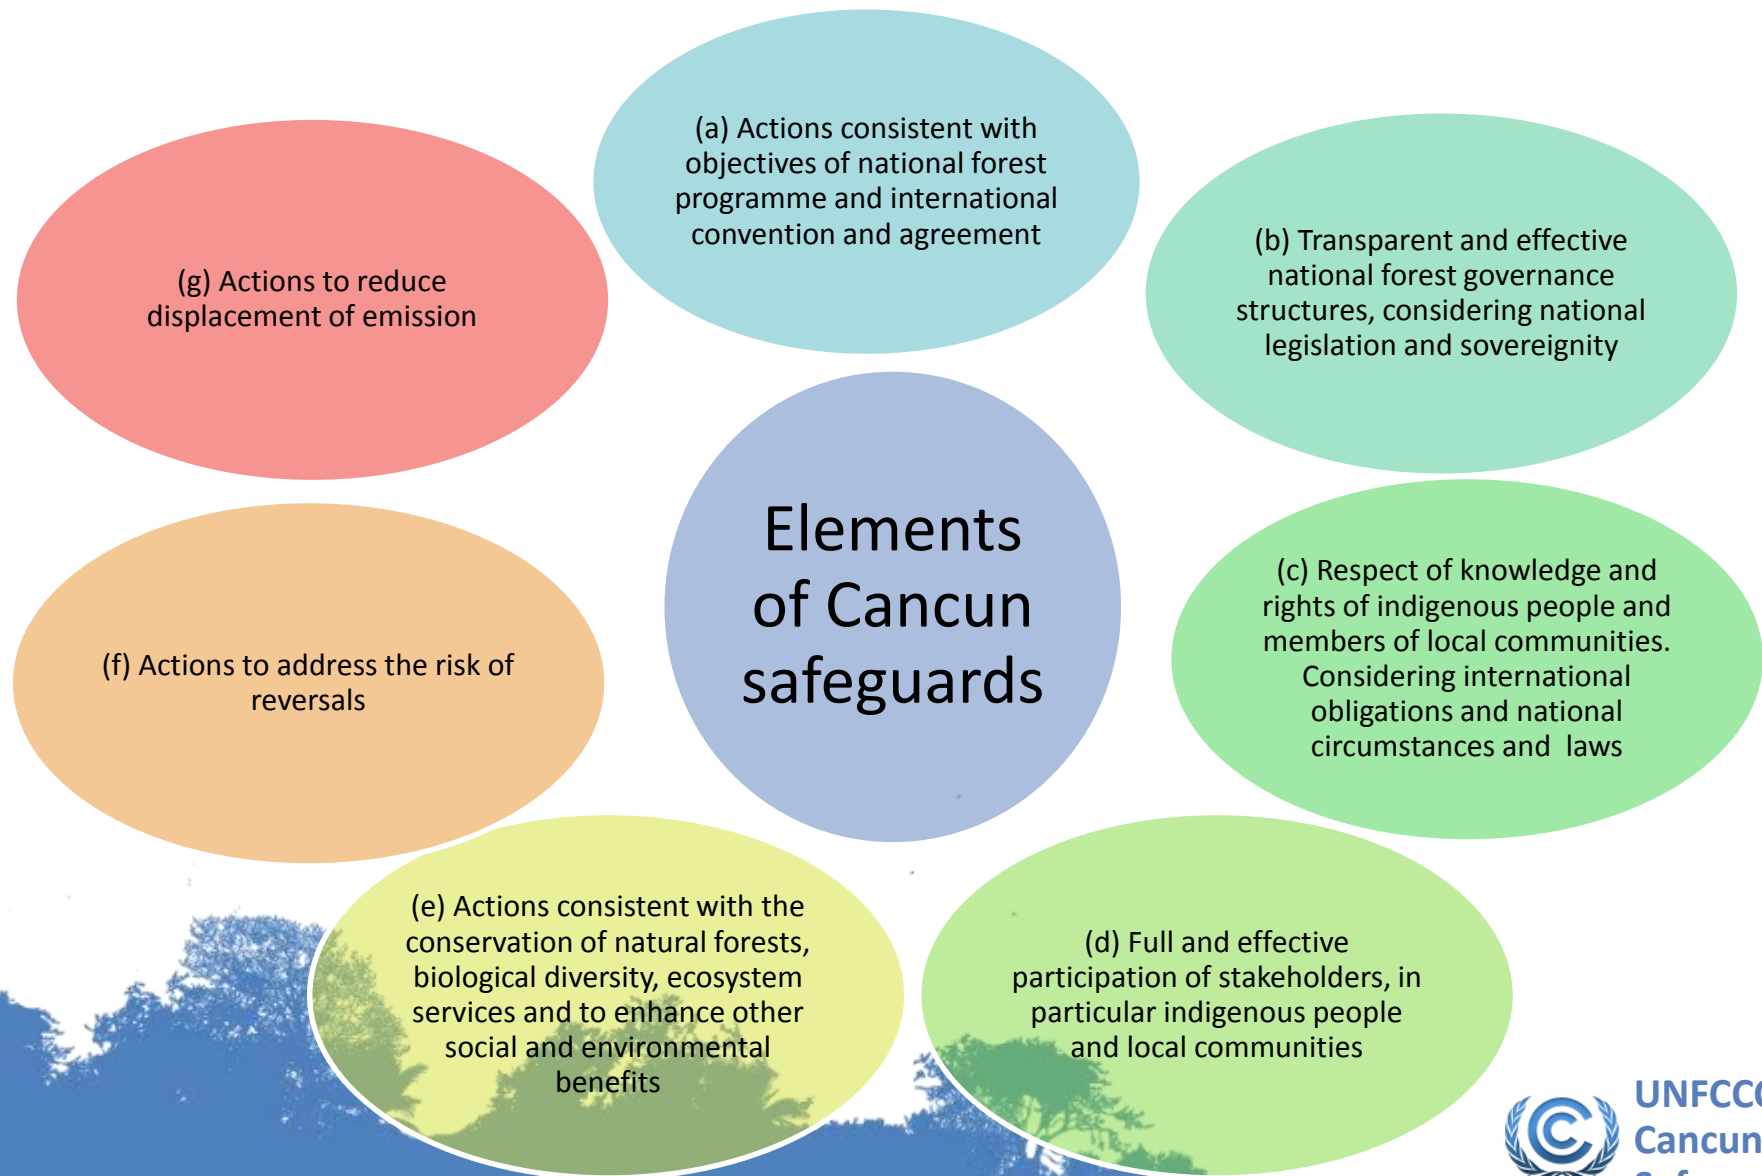 (a) Actions consistent with
objectives of national forest
programme and international
convention and agreement
(b) Transparent and effective
national forest governance
structures, considering national
legislation and sovereignity
(c) Respect of knowledge and
rights of indigenous people and
members of local communities.
Considering international
obligations and national
circumstances and laws
(d) Full and effective
participation of stakeholders, in
particular indigenous people
and local communities
(e) Actions consistent with the
conservation of natural forests,
biological diversity, ecosystem
services and to enhance other
social and environmental
benefits
(f) Actions to address the risk of
reversals
(g) Actions to reduce
displacement of emission
Elements
of Cancun
safeguards
UNFCCC
Cancun